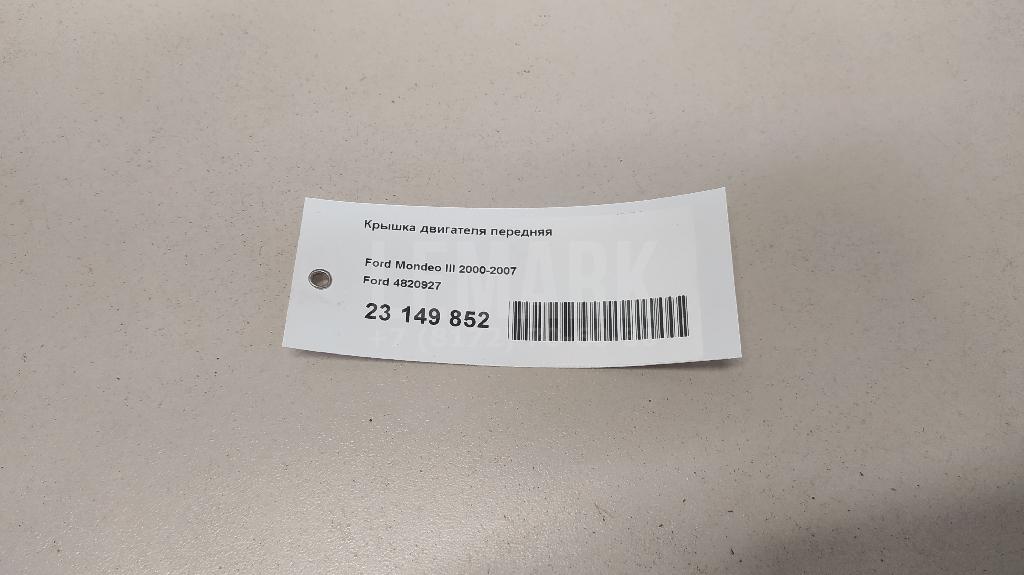 Крышка двигателя передняя
Ford Mondeo III 2000-2007
Ford 4820927
23 149 852